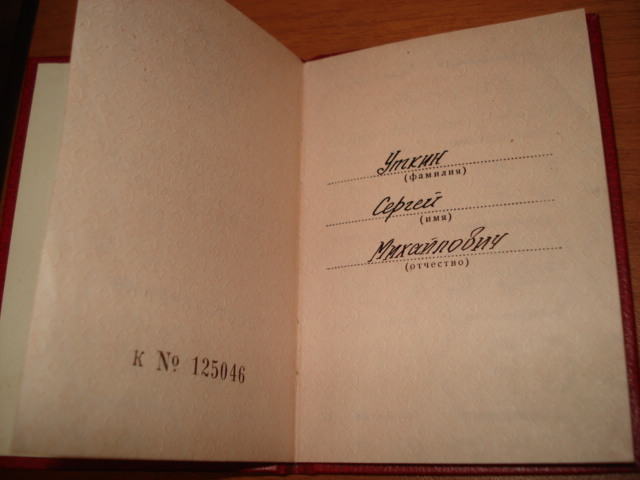 К № 125046
Уткин
(фамилия)
Сергей
(имя)
Михайлович
(отчество)